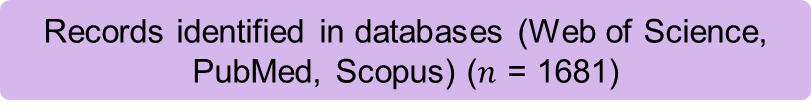 Records identified in databases (Web of Science,
PubMed, Scopus) (𝑛 = 1681)